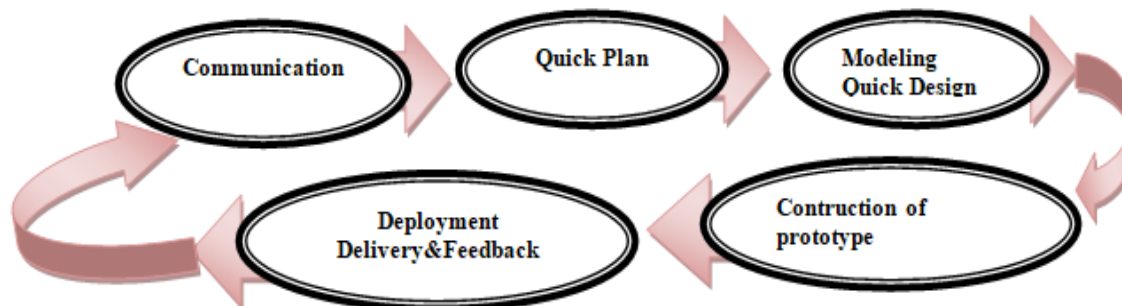 Communication
Quick Plan
Modeling
Quick Design
Contruction of
prototype
Deployment
Delivery&Feedback